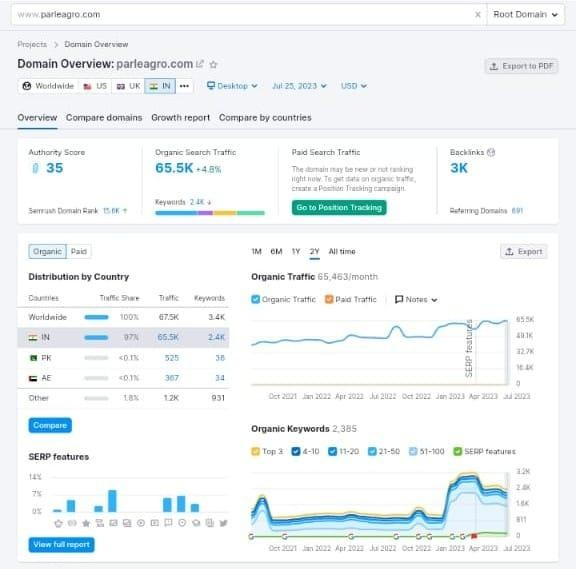 www.parleagro.com × Root Domain
Projects > Domain Overview
Domain Overview: parleagro.com
Export to PDF
Worldwide US UK IN ••• Desktop Jul 25, 2023 USD
Overview Compare domains Growth report Compare by countries
Authority Score
35
Semrush Domain Rank 15.6K ↑
Organic Search Traffic
65.5K +4.8%
Keywords 2.4K ↓
Paid Search Traffic
The domain may be new or not ranking
right now. To get data on organic traffic,
create a Position Tracking campaign.
Go to Position Tracking
Backlinks
3K
Referring Domains 691
Organic Paid
Distribution by Country
Countries Traffic Share Traffic Keywords
Worldwide 100% 67.5K 3.4K
IN 97% 65.5K 2.4K
PK <0.1% 525 36
AE <0.1% 367 34
Other 1.8% 1.2K 931
Compare
SERP features
14%
7%
0%
View full report
1M 6M 1Y 2Y All time
Export
Organic Traffic 65,463/month
Organic Traffic Paid Traffic Notes
SERP features
65.5K
49.1K
32.7K
16.4K
0
Oct 2021 Jan 2022 Apr 2022 Jul 2022 Oct 2022 Jan 2023 Apr 2023 Jul 2023
Organic Keywords 2,385
Top 3 4-10 11-20 21-50 51-100 SERP features
3.2K
2.4K
1.6K
811
0
Oct 2021 Jan 2022 Apr 2022 Jul 2022 Oct 2022 Jan 2023 Apr 2023 Jul 2023